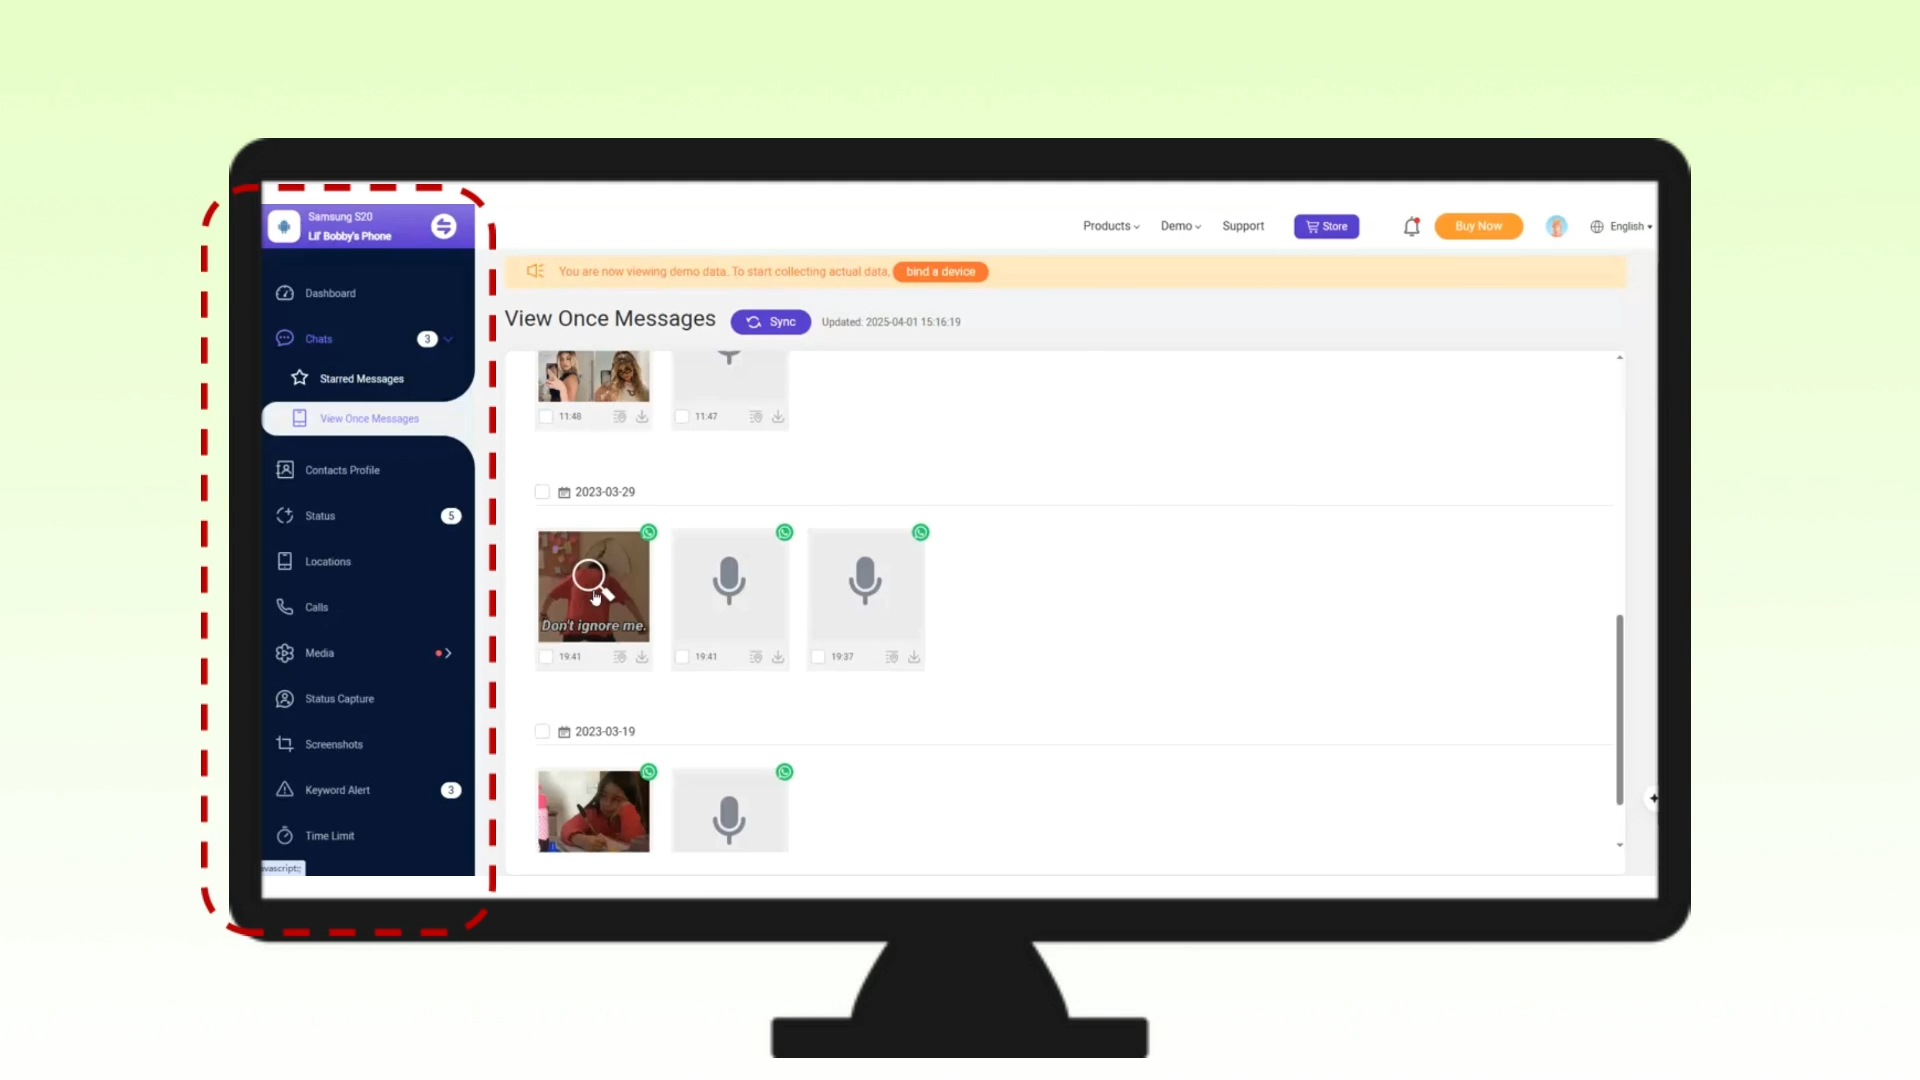 Samsung S20
Lil' Bobby's Phone
Products
Demo
Support
Store
Buy Now
English
You are now viewing demo data. To start collecting actual data,
bind a device
Dashboard
Chats
3
Starred Messages
View Once Messages
Contacts Profile
Status
5
Locations
Calls
Media
Status Capture
Screenshots
Keyword Alert
3
Time Limit
vascript:;
View Once Messages
Sync
Updated: 2025-04-01 15:16:19
11:48
11:47
2023-03-29
Don't ignore me.
19:41
19:41
19:37
2023-03-19